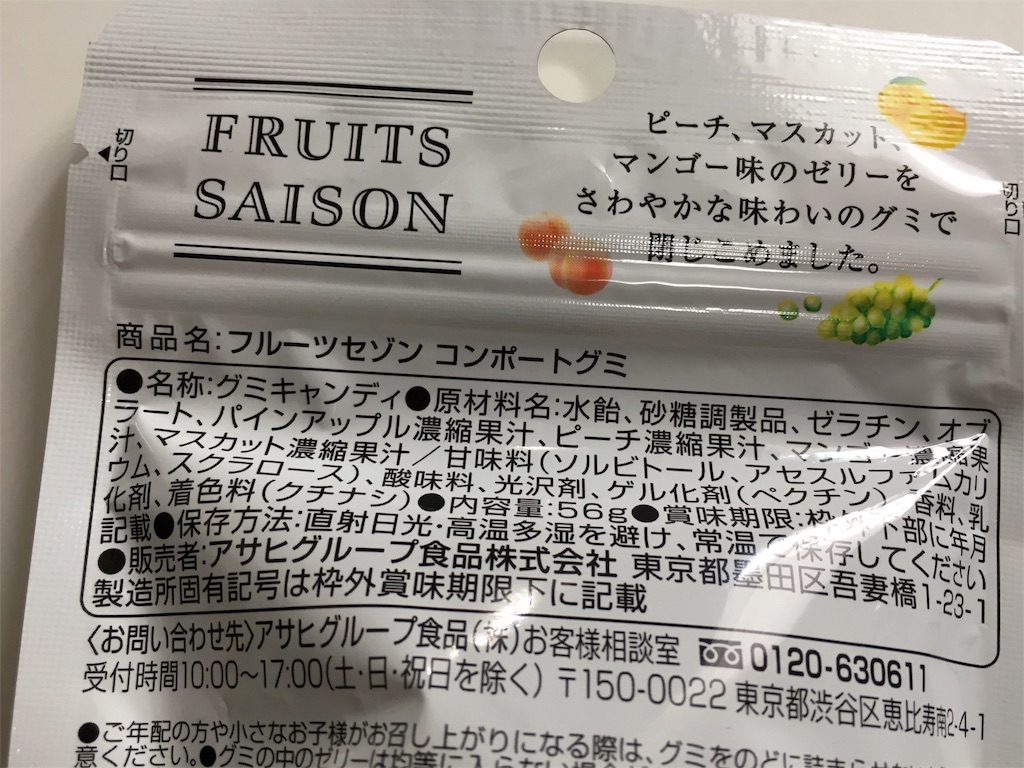 FRUITS
SAISON
切り口
切り口
ピーチ、マスカット、
マンゴー味のゼリーを
さわやかな味わいのグミで
閉じこめました。
商品名:フルーツセゾン コンポートグミ
●名称:グミキャンディ●原材料名:水飴、砂糖調製品、ゼラチン、オブ
ラート、パインアップル濃縮果汁、ピーチ濃縮果汁、マンゴー濃縮果
汁、マスカット濃縮果汁／甘味料(ソルビトール、アセスルファムカリ
ウム、スクラロース)、酸味料、光沢剤、ゲル化剤(ペクチン)、香料、乳
化剤、着色料(クチナシ)●内容量:56g●賞味期限:枠外下部に年月
記載●保存方法:直射日光・高温多湿を避け、常温で保存してください
●販売者:アサヒグループ食品株式会社 東京都墨田区吾妻橋1-23-1
製造所固有記号は枠外賞味期限下に記載
〈お問い合わせ先〉アサヒグループ食品(株)お客様相談室 0120-630611
受付時間10:00~17:00(土・日・祝日を除く) 〒150-0022 東京都渋谷区恵比寿南2-4-1
●ご年配の方や小さなお子様がお召し上がりになる際は、グミをのどに詰まらせない
意ください。●グミの中のゼリーは均等に入らない場合